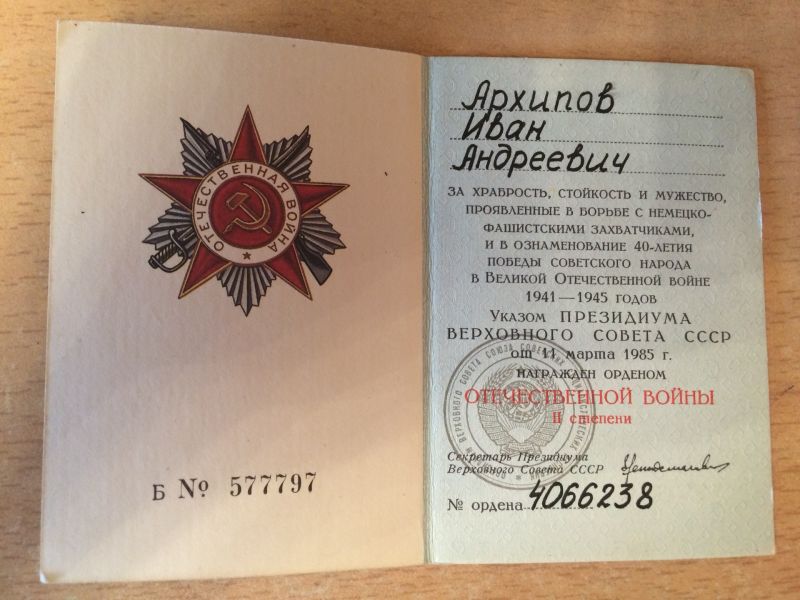 ОТЕЧЕСТВЕННАЯ ВОЙНА
Б № 577797
Архипов
Иван
Андреевич
ЗА ХРАБРОСТЬ, СТОЙКОСТЬ И МУЖЕСТВО,
ПРОЯВЛЕННЫЕ В БОРЬБЕ С НЕМЕЦКО-
ФАШИСТСКИМИ ЗАХВАТЧИКАМИ,
И В ОЗНАМЕНОВАНИЕ 40-ЛЕТИЯ
ПОБЕДЫ СОВЕТСКОГО НАРОДА
В ВЕЛИКОЙ ОТЕЧЕСТВЕННОЙ ВОЙНЕ
1941—1945 ГОДОВ
УКАЗОМ ПРЕЗИДИУМА
ВЕРХОВНОГО СОВЕТА СССР
от 11 марта 1985 г.
НАГРАЖДЕН ОРДЕНОМ
ОТЕЧЕСТВЕННОЙ ВОЙНЫ
II степени
Секретарь Президиума
Верховного Совета СССР
№ ордена 4066238